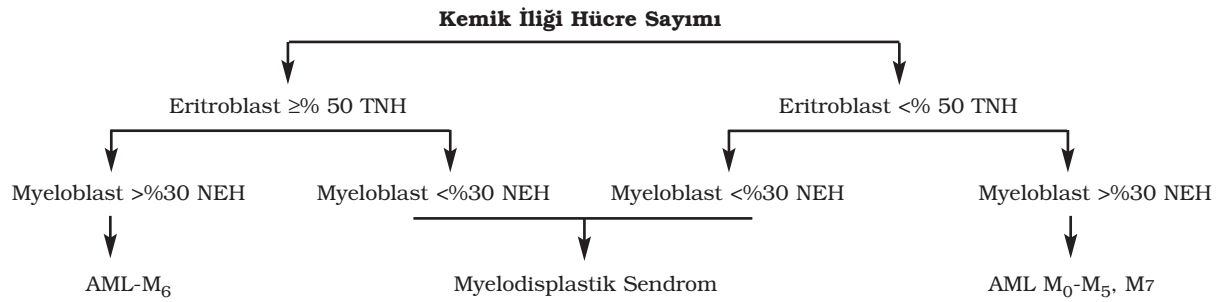 Kemik İliği Hücre Sayımı
Eritroblast ≥% 50 TNH
Eritroblast <% 50 TNH
Myeloblast >%30 NEH
Myeloblast <%30 NEH
Myeloblast <%30 NEH
Myeloblast >%30 NEH
AML-M6
Myelodisplastik Sendrom
AML M0-M5, M7